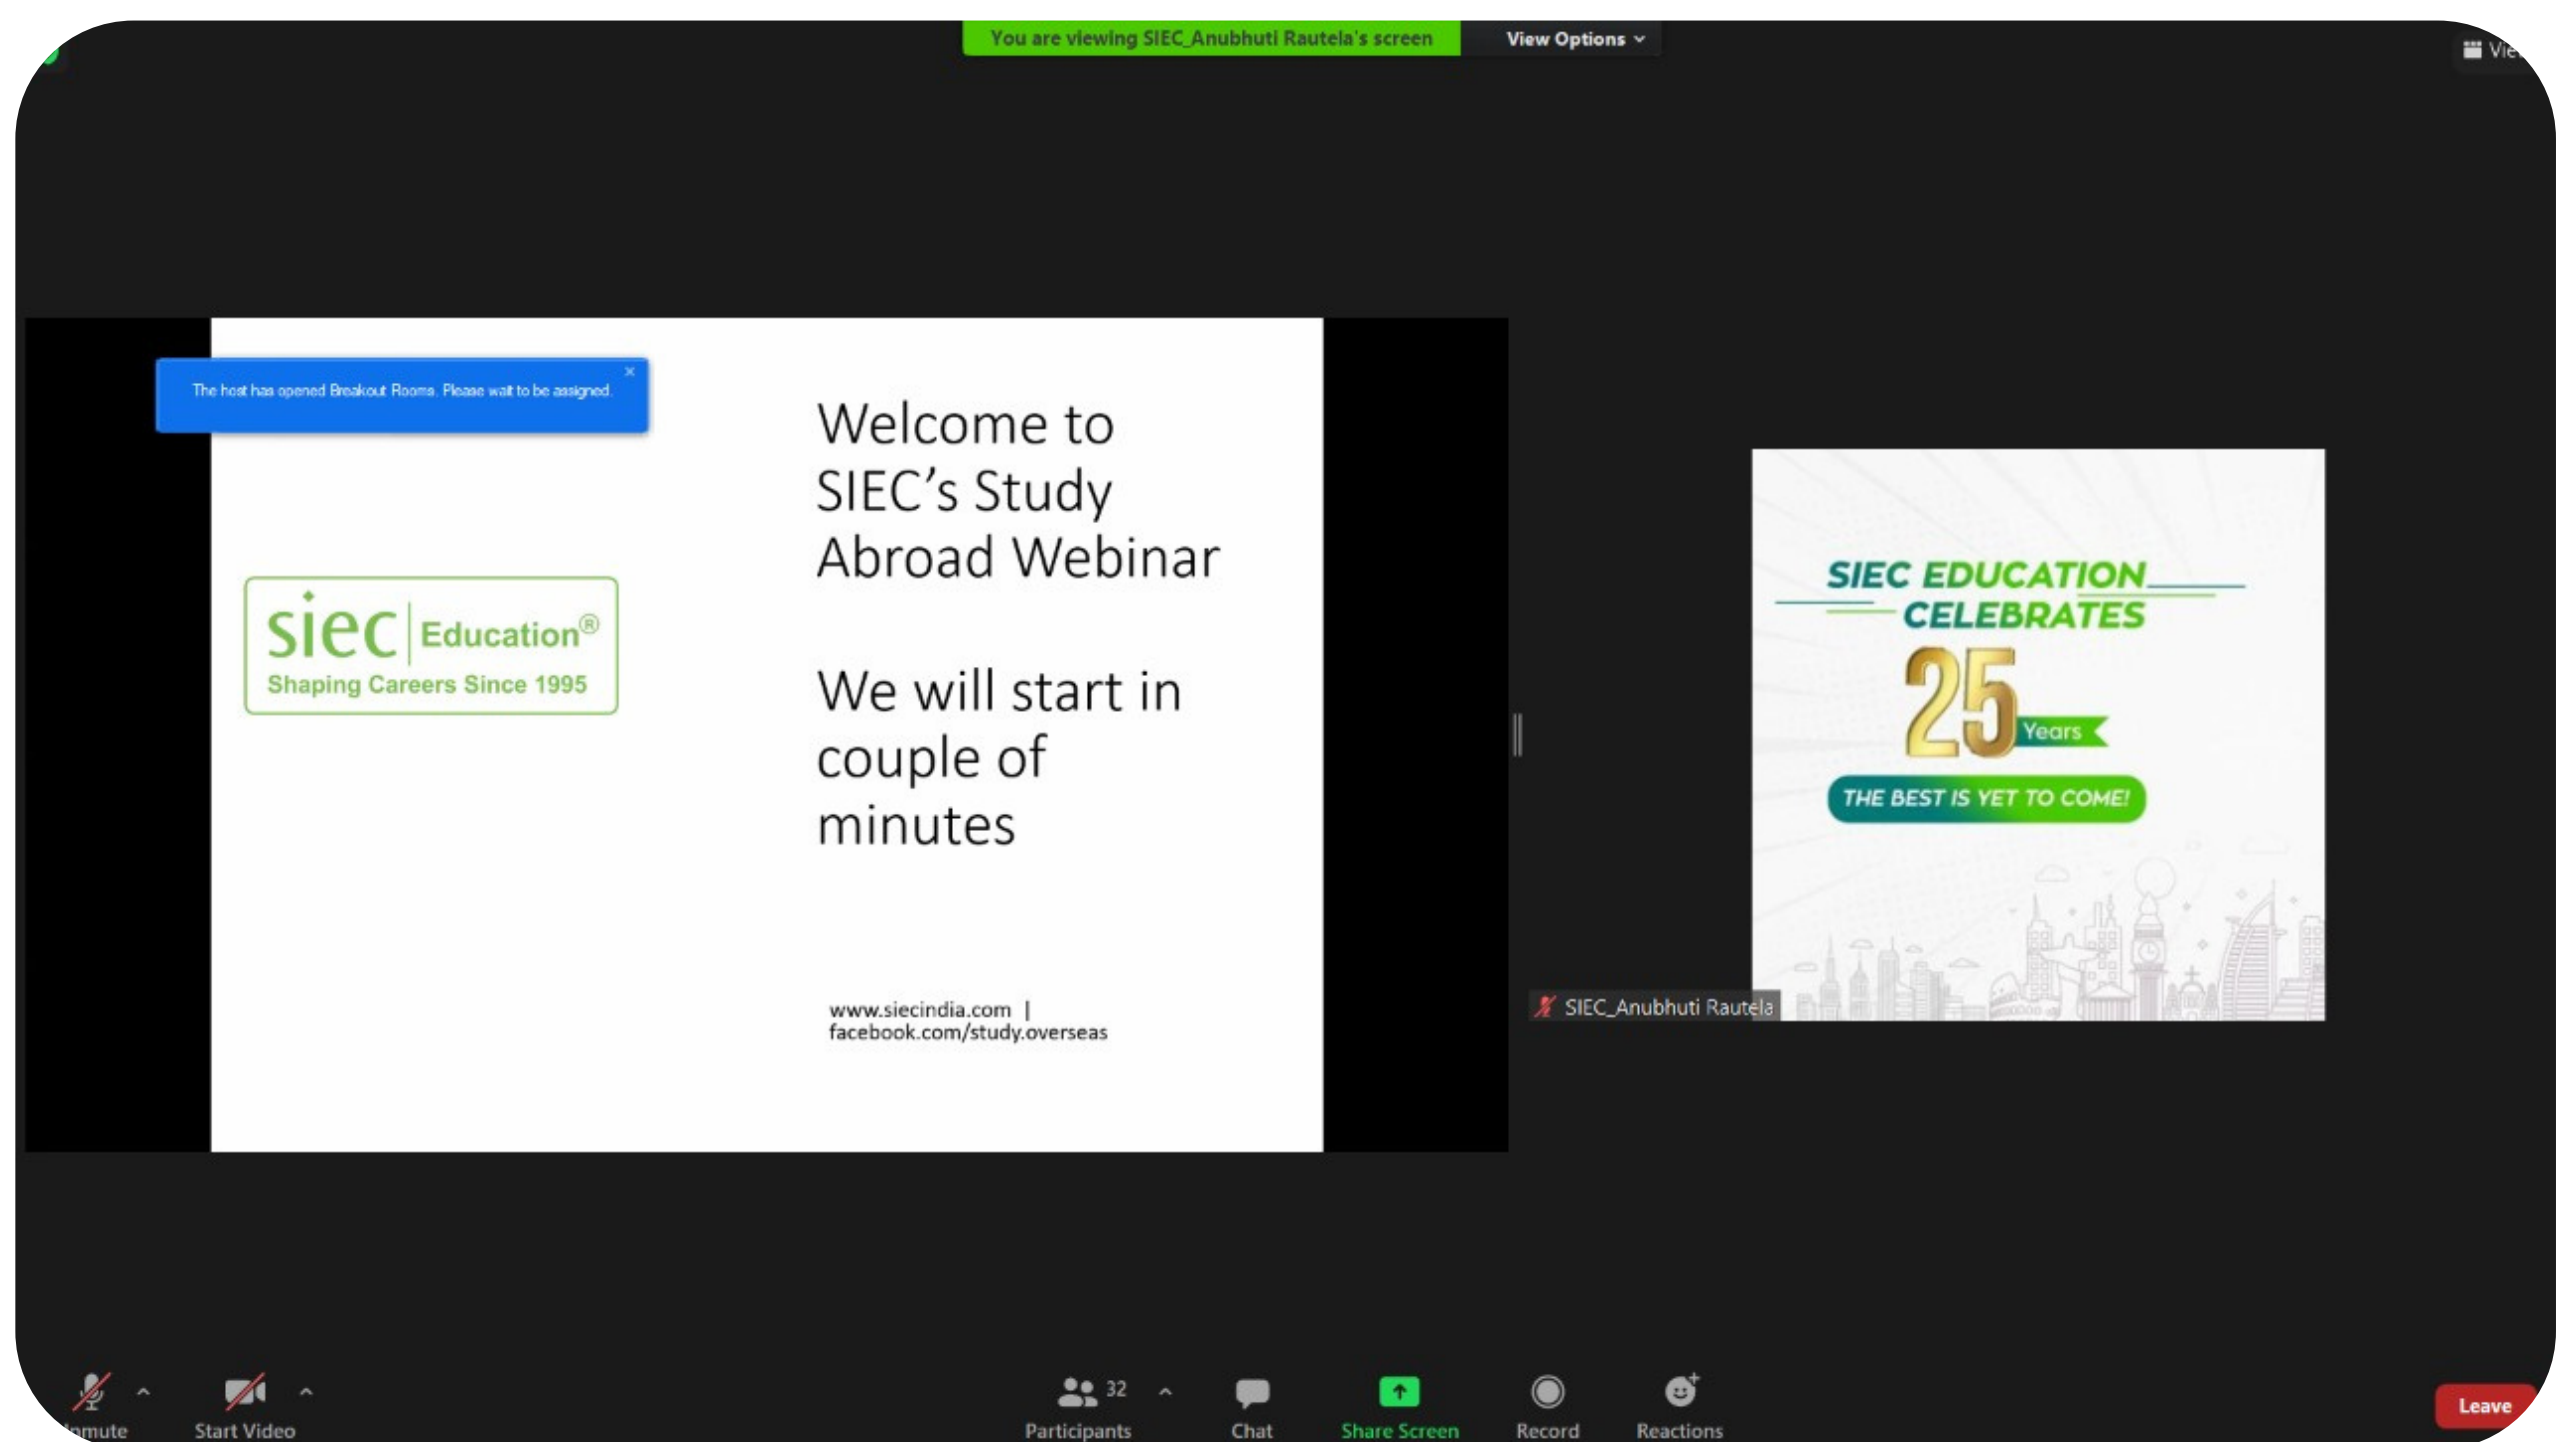 You are viewing SIEC_Anubhuti Rautela's screen
View Options
The host has opened Breakout Rooms. Please wait to be assigned.
Welcome to
SIEC's Study
Abroad Webinar
We will start in
couple of
minutes
siec Education®
Shaping Careers Since 1995
www.siecindia.com |
facebook.com/study.overseas
SIEC EDUCATION
CELEBRATES
25
Years
THE BEST IS YET TO COME!
SIEC_Anubhuti Rautela
Start Video
32
Participants
Chat
Share Screen
Record
Reactions
Leave